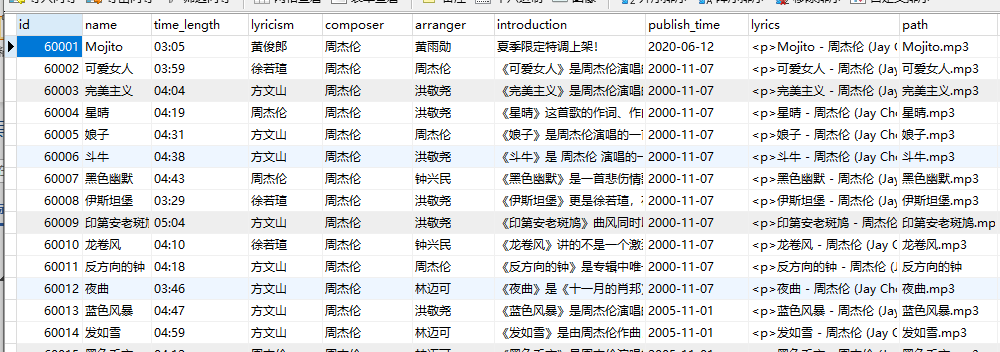 id name time_length lyricism composer arranger introduction publish_time lyrics path
60001 Mojito 03:05 黄俊郎 周杰伦 黄雨勋 夏季限定特调上架! 2020-06-12 <p>Mojito - 周杰伦 (Jay C Mojito.mp3
60002 可爱女人 03:59 徐若瑄 周杰伦 周杰伦 《可爱女人》是周杰伦演唱的 2000-11-07 <p>可爱女人 - 周杰伦 (Jay 可爱女人.mp3
60003 完美主义 04:04 方文山 周杰伦 洪敬尧 《完美主义》是周杰伦演唱 2000-11-07 <p>完美主义 - 周杰伦 (Jay 完美主义.mp3
60004 星晴 04:19 周杰伦 周杰伦 洪敬尧 《星晴》这首歌的作词、作 2000-11-07 <p>星晴 - 周杰伦 (Jay Cho 星晴.mp3
60005 娘子 04:31 方文山 周杰伦 周杰伦 《娘子》是周杰伦演唱的一 2000-11-07 <p>娘子 - 周杰伦 (Jay Cho 娘子.mp3
60006 斗牛 04:38 方文山 周杰伦 洪敬尧 《斗牛》是 周杰伦 演唱的一 2000-11-07 <p>斗牛 - 周杰伦 (Jay Cho 斗牛.mp3
60007 黑色幽默 04:43 周杰伦 周杰伦 钟兴民 《黑色幽默》是一首悲伤情 2000-11-07 <p>黑色幽默 - 周杰伦 (Jay 黑色幽默.mp3
60008 伊斯坦堡 03:29 徐若瑄 周杰伦 洪敬尧 《伊斯坦堡》更是徐若瑄, 2000-11-07 <p>伊斯坦堡 - 周杰伦 (Jay 伊斯坦堡.mp3
60009 印第安老斑鸠 05:04 方文山 周杰伦 洪敬尧 《印第安老斑鸠》曲风同时 2000-11-07 <p>印第安老斑鸠 - 周杰伦 印第安老斑鸠.mp
60010 龙卷风 04:10 徐若瑄 周杰伦 钟兴民 《龙卷风》讲的不是一个激 2000-11-07 <p>龙卷风 - 周杰伦 (Jay C 龙卷风.mp3
60011 反方向的钟 04:18 方文山 周杰伦 周杰伦 《反方向的钟》是专辑中唯 2000-11-07 <p>反方向的钟 - 周杰伦 (J 反方向的钟
60012 夜曲 03:46 方文山 周杰伦 林迈可 《夜曲》是《十一月的肖邦 2000-11-07 <p>夜曲 - 周杰伦 (Jay Cho 夜曲.mp3
60013 蓝色风暴 04:47 方文山 周杰伦 洪敬尧 《蓝色风暴》是周杰伦演唱 2005-11-01 <p>蓝色风暴 - 周杰伦 (Jay 蓝色风暴.mp3
60014 发如雪 04:59 方文山 周杰伦 林迈可 《发如雪》是由周杰伦作曲 2005-11-01 <p>发如雪 - 周杰伦 (Jay C 发如雪.mp3